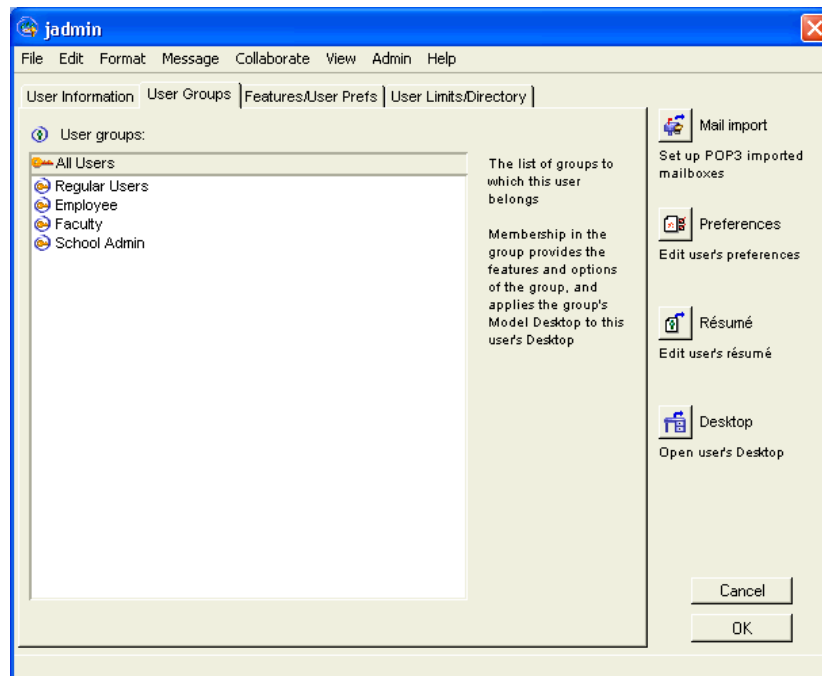 jadmin
File Edit Format Message Collaborate View Admin Help
User Information User Groups Features/User Prefs User Limits/Directory
User groups:
All Users
Regular Users
Employee
Faculty
School Admin
The list of groups to
which this user
belongs
Membership in the
group provides the
features and options
of the group, and
applies the group's
Model Desktop to this
user's Desktop
Mail import
Set up POP3 imported
mailboxes
Preferences
Edit user's preferences
Résumé
Edit user's résumé
Desktop
Open user's Desktop
Cancel
OK